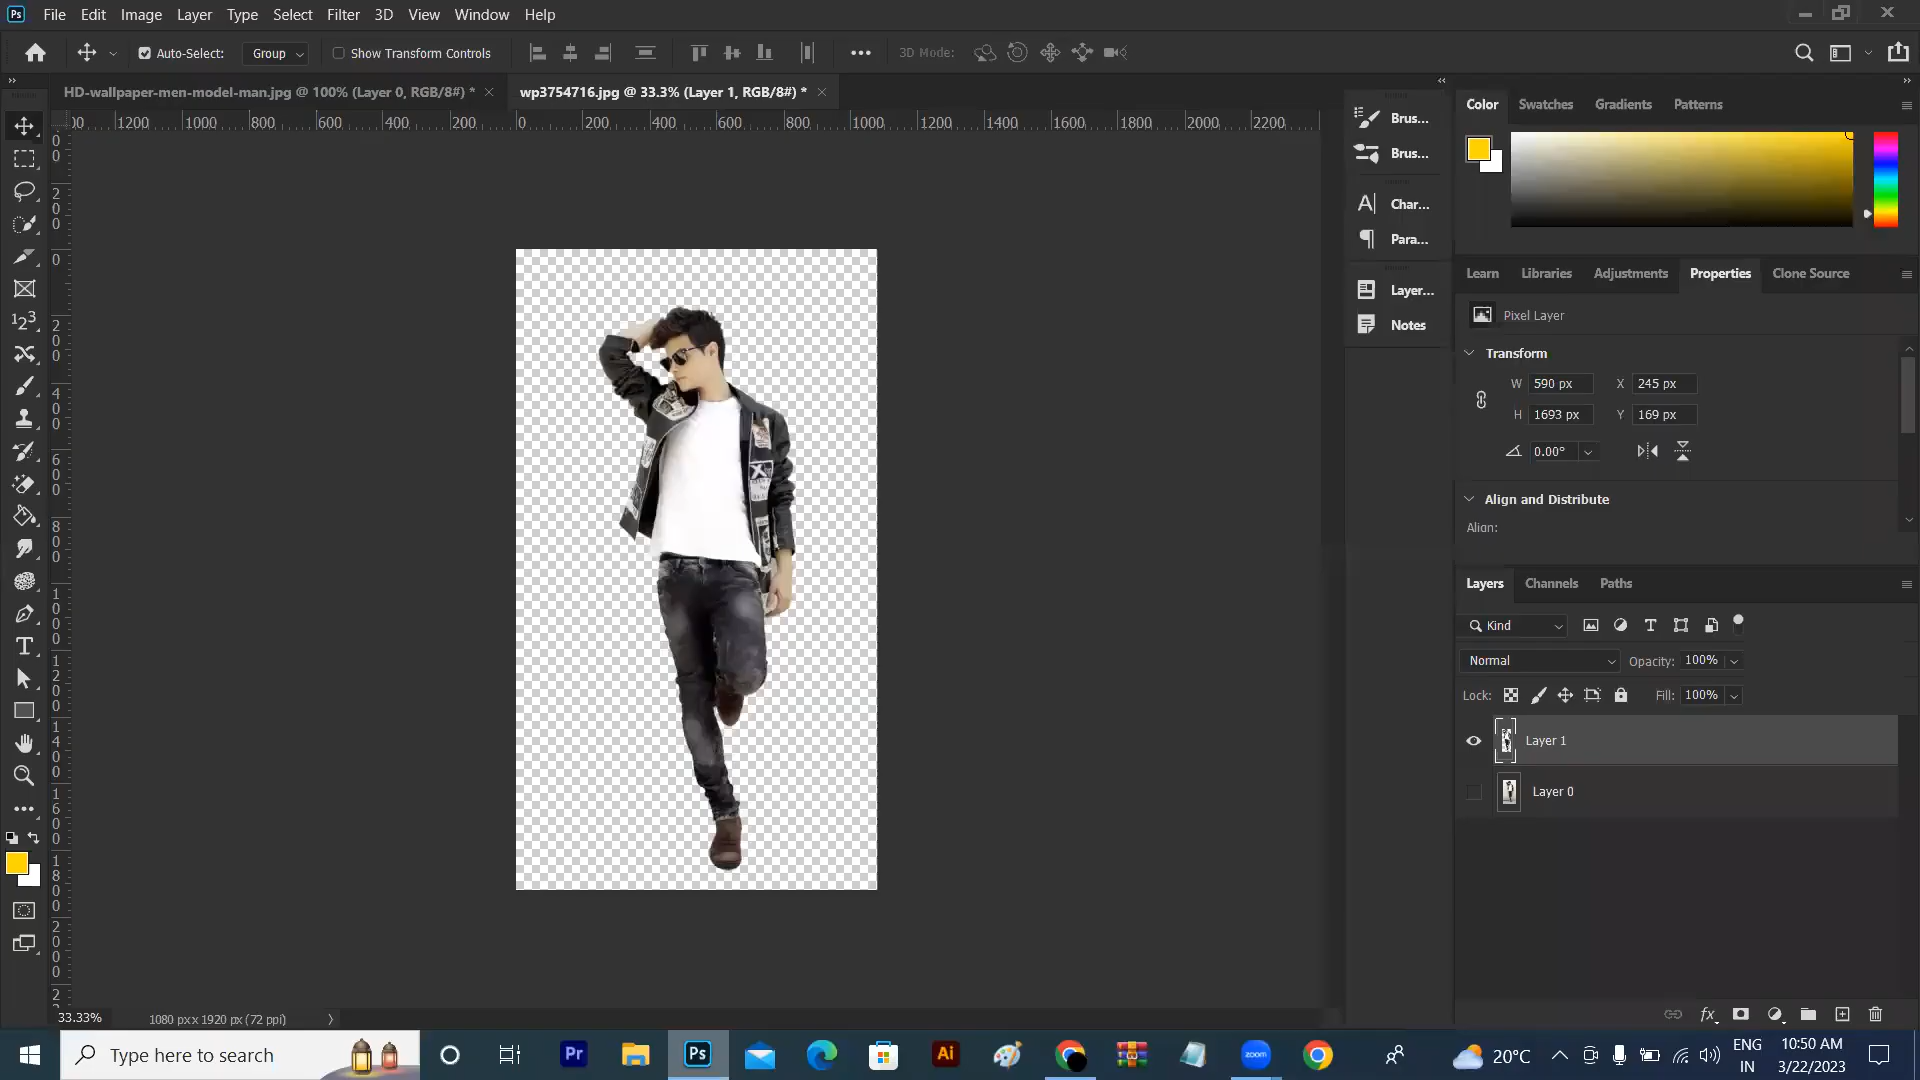 Ps File Edit Image Layer Type Select Filter 3D View Window Help
Auto-Select: Group Show Transform Controls 3D Mode:
HD-wallpaper-men-model-man.jpg @ 100% (Layer 0, RGB/8#) * wp3754716.jpg @ 33.3% (Layer 1, RGB/8#) *
00 1200 1000 800 600 400 200 0 200 400 600 800 1000 1200 1400 1600 1800 2000 2200
Brus...
Brus...
Char...
Para...
Layer...
Notes
Color Swatches Gradients Patterns
Learn Libraries Adjustments Properties Clone Source
Pixel Layer
Transform
W 590 px X 245 px
H 1693 px Y 169 px
0.00°
Align and Distribute
Align:
Layers Channels Paths
Kind
Normal Opacity: 100%
Lock: Fill: 100%
Layer 1
Layer 0
33.33% 1080 px x 1920 px (72 ppi)
Type here to search
Pr Ps Ai zoom
20°C
ENG
IN
10:50 AM
3/22/2023